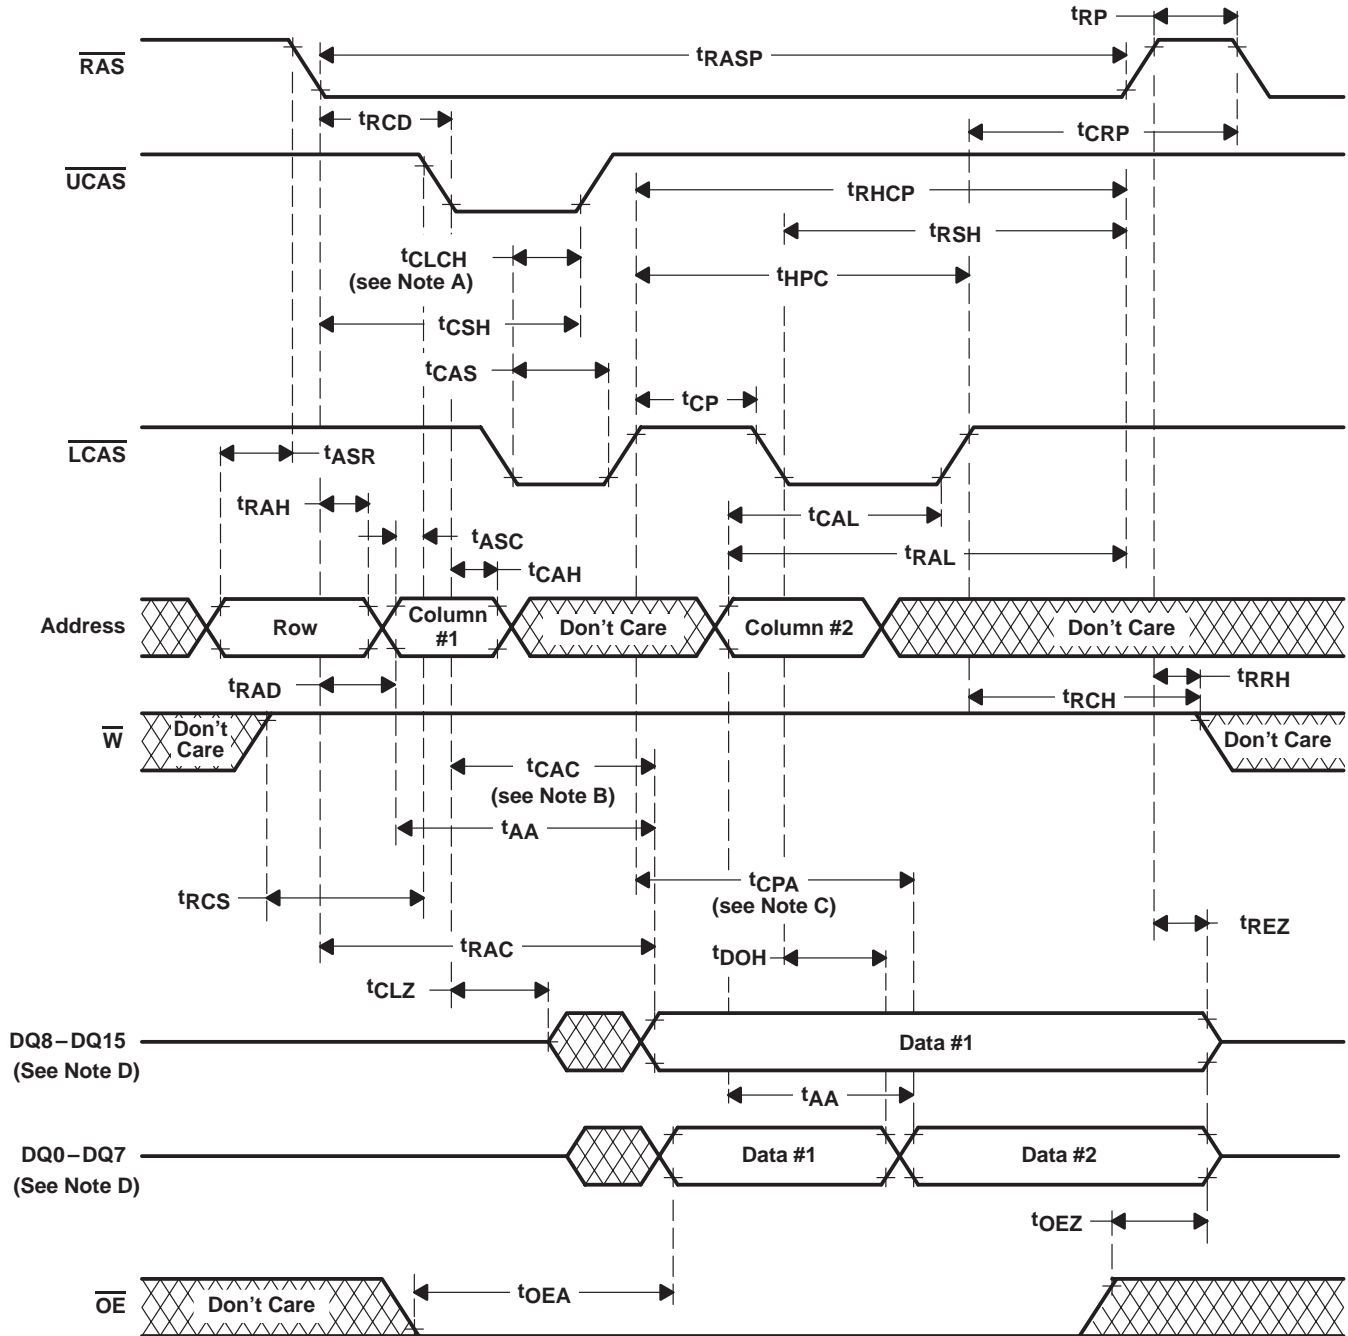 tRP
RAS
tRASP
tRCD
tCRP
UCAS
tRHCP
tRSH
tCLCH
(see Note A)
tHPC
tCSH
tCAS
tCP
LCAS
tASR
tRAH
tCAL
tASC
tRAL
tCAH
Address
Row
Column
#1
Don't Care
Column #2
Don't Care
tRAD
tRRH
tRCH
W
Don't
Care
Don't Care
tCAC
(see Note B)
tAA
tCPA
(see Note C)
tRCS
tREZ
tRAC
tDOH
tCLZ
DQ8–DQ15
(See Note D)
Data #1
tAA
DQ0–DQ7
(See Note D)
Data #1
Data #2
tOEZ
tOEA
OE
Don't Care